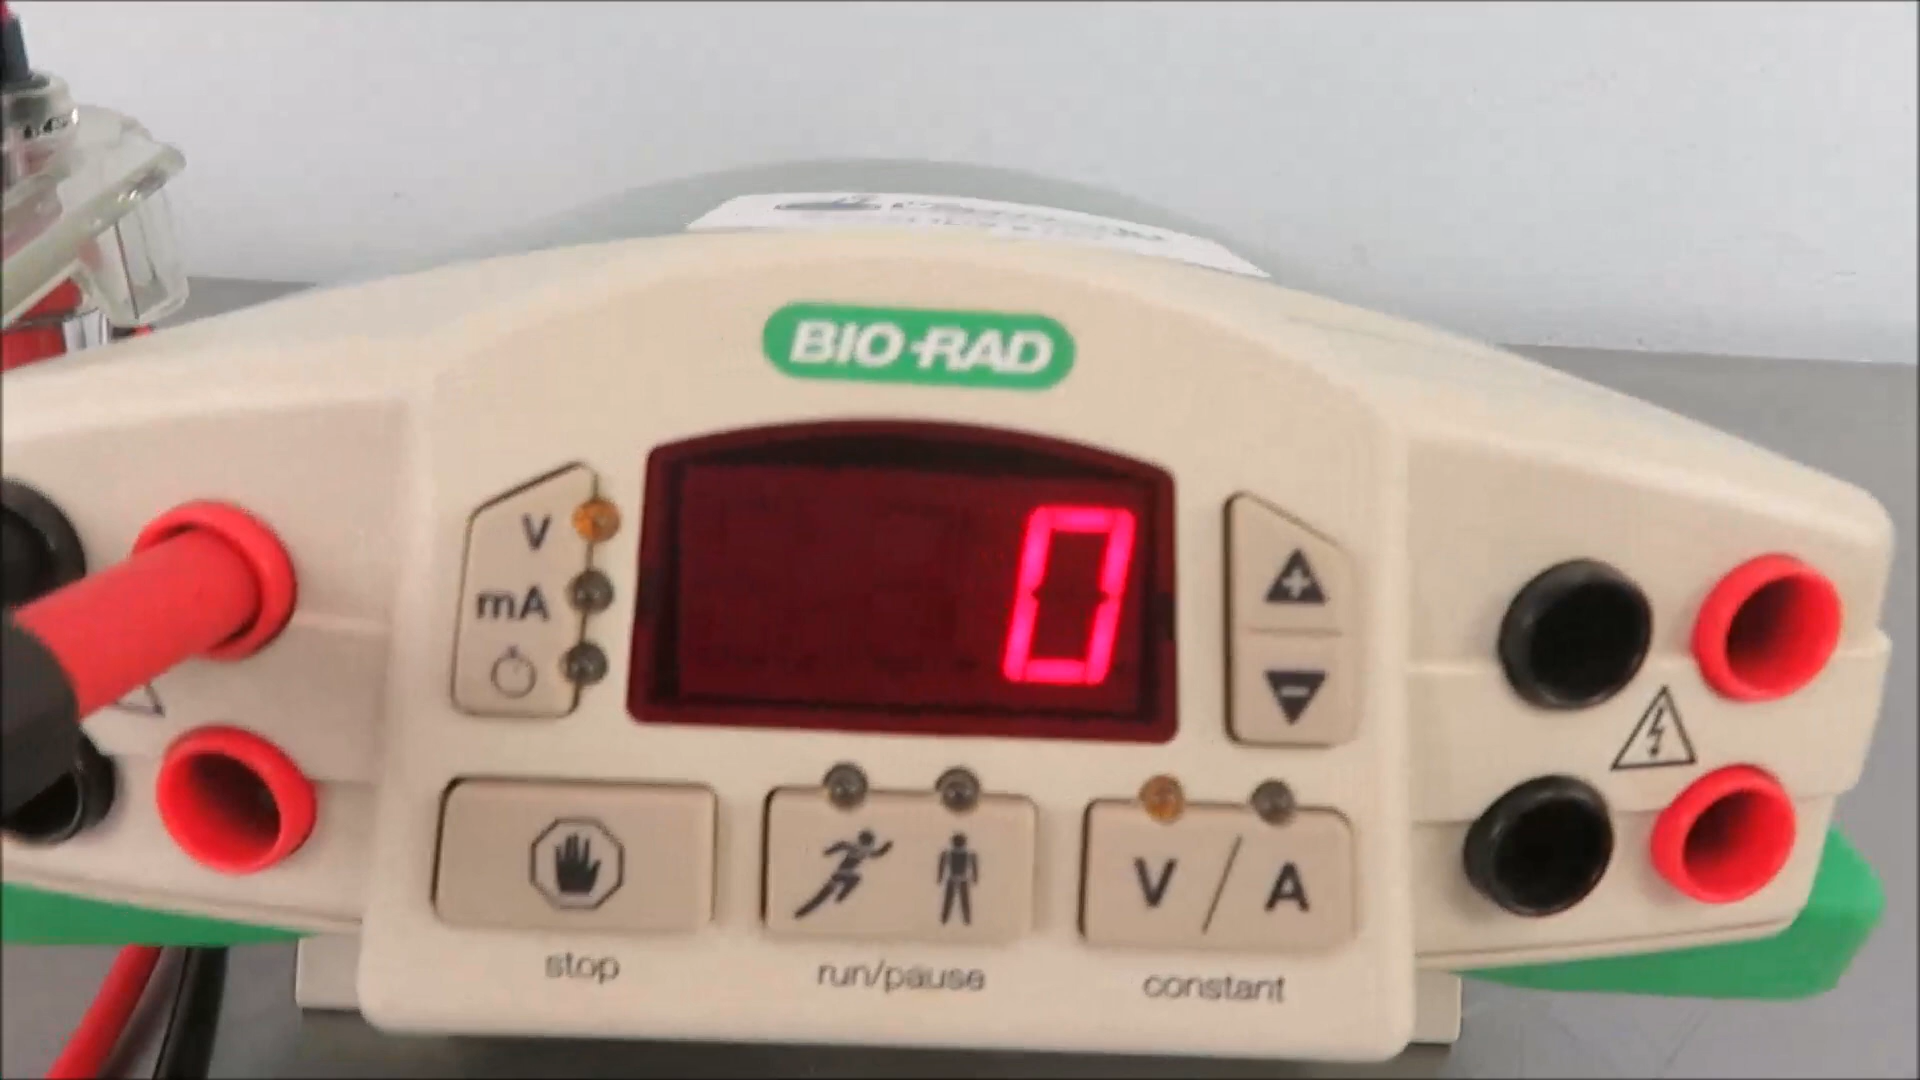 BIO-RAD
V
mA
0
+
-
V / A
stop
run/pause
constant